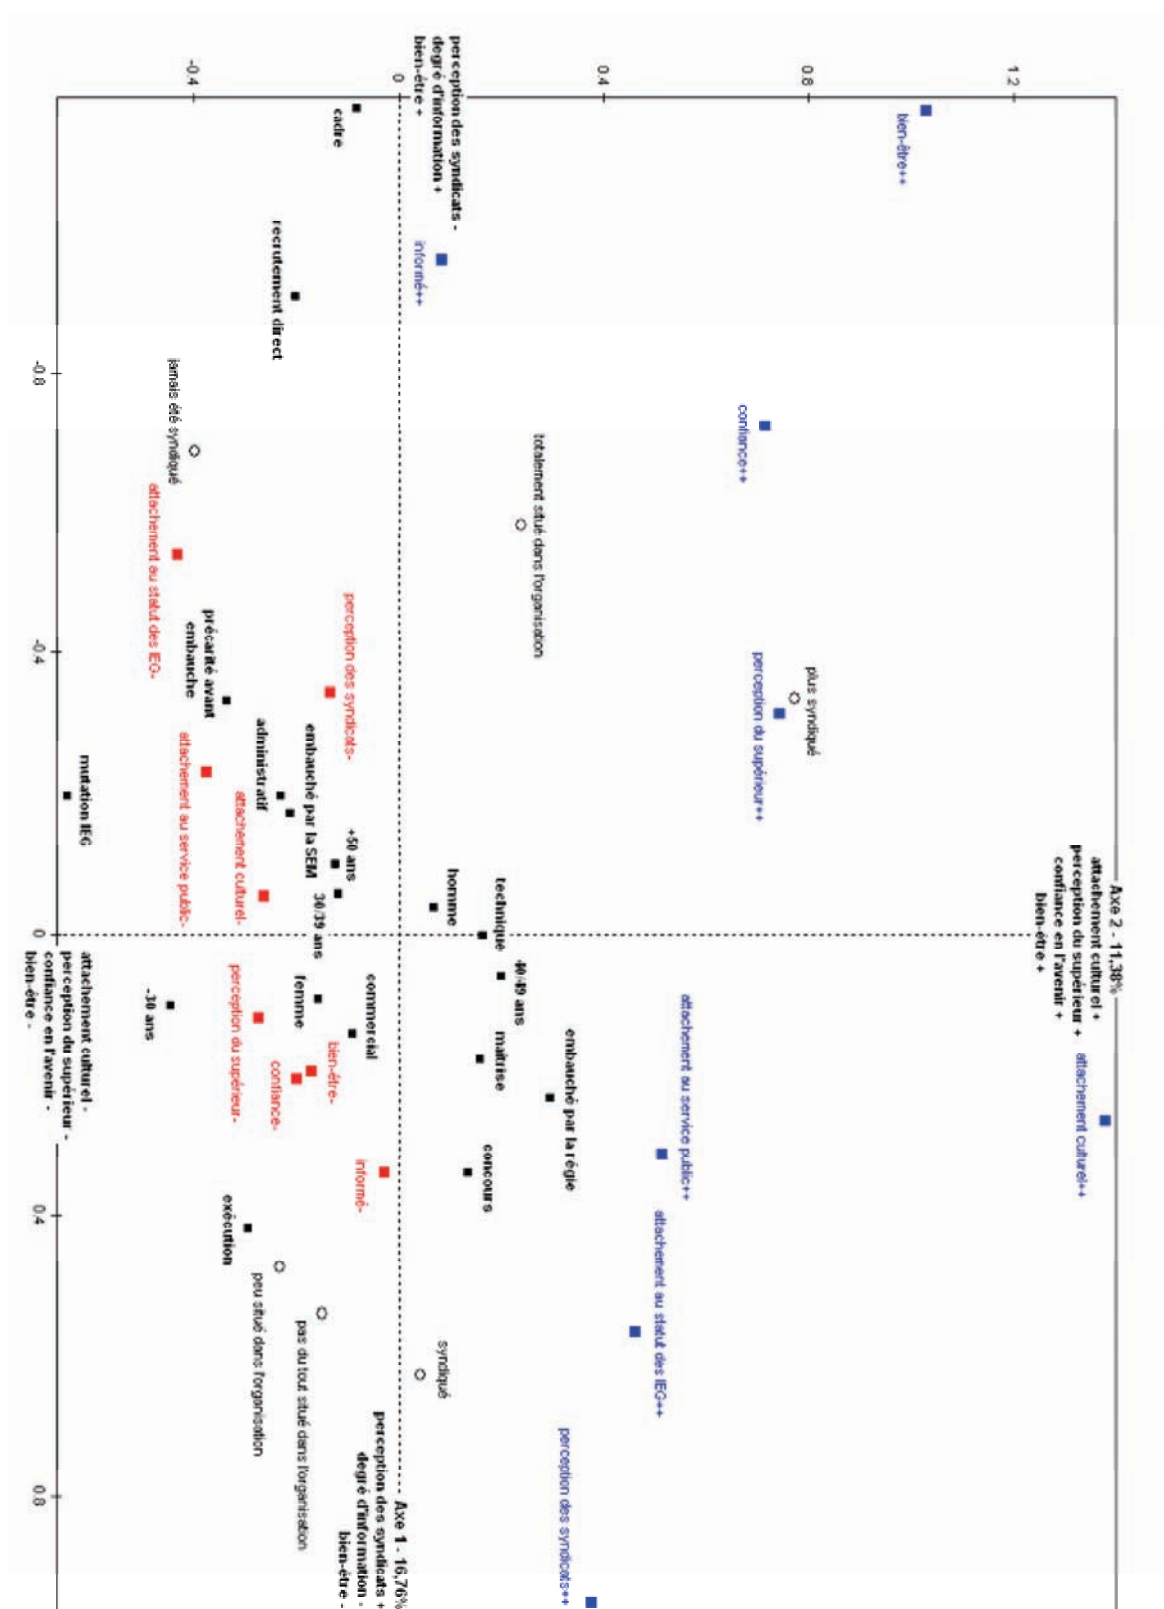 Axe 2 - 11,38%
attachement culturel +
perception du supérieur +
confiance en l'avenir +
bien-être +
attachement culturel++
1.2
bien-être++
0.8
plus syndiqué
perception du supérieur++
confiance++
attachement au service public++
attachement au statut des IEG++
perception des syndicats++
0.4
embauché par la régie
totalement situé dans l'organisation
40/49 ans
technique
maîtrise
concours
homme
perception des syndicats -
degré d'information +
bien-être +
informé++
syndiqué
0
Axe 1 - 16,76%
perception des syndicats +
degré d'information -
bien-être -
cadre
informé-
commercial
perception des syndicats-
+50 ans
30/39 ans
embauché par la SEM
bien-être-
femme
pas du tout situé dans l'organisation
confiance-
recrutement direct
administratif
attachement culturel-
perception du supérieur-
peu situé dans l'organisation
exécution
précarité avant
embauche
attachement au service public-
-0.4
jamais été syndiqué
attachement au statut des IEG-
-30 ans
mutation IEG
attachement culturel -
perception du supérieur -
confiance en l'avenir -
bien-être -
-0.8
-0.4
0
0.4
0.8